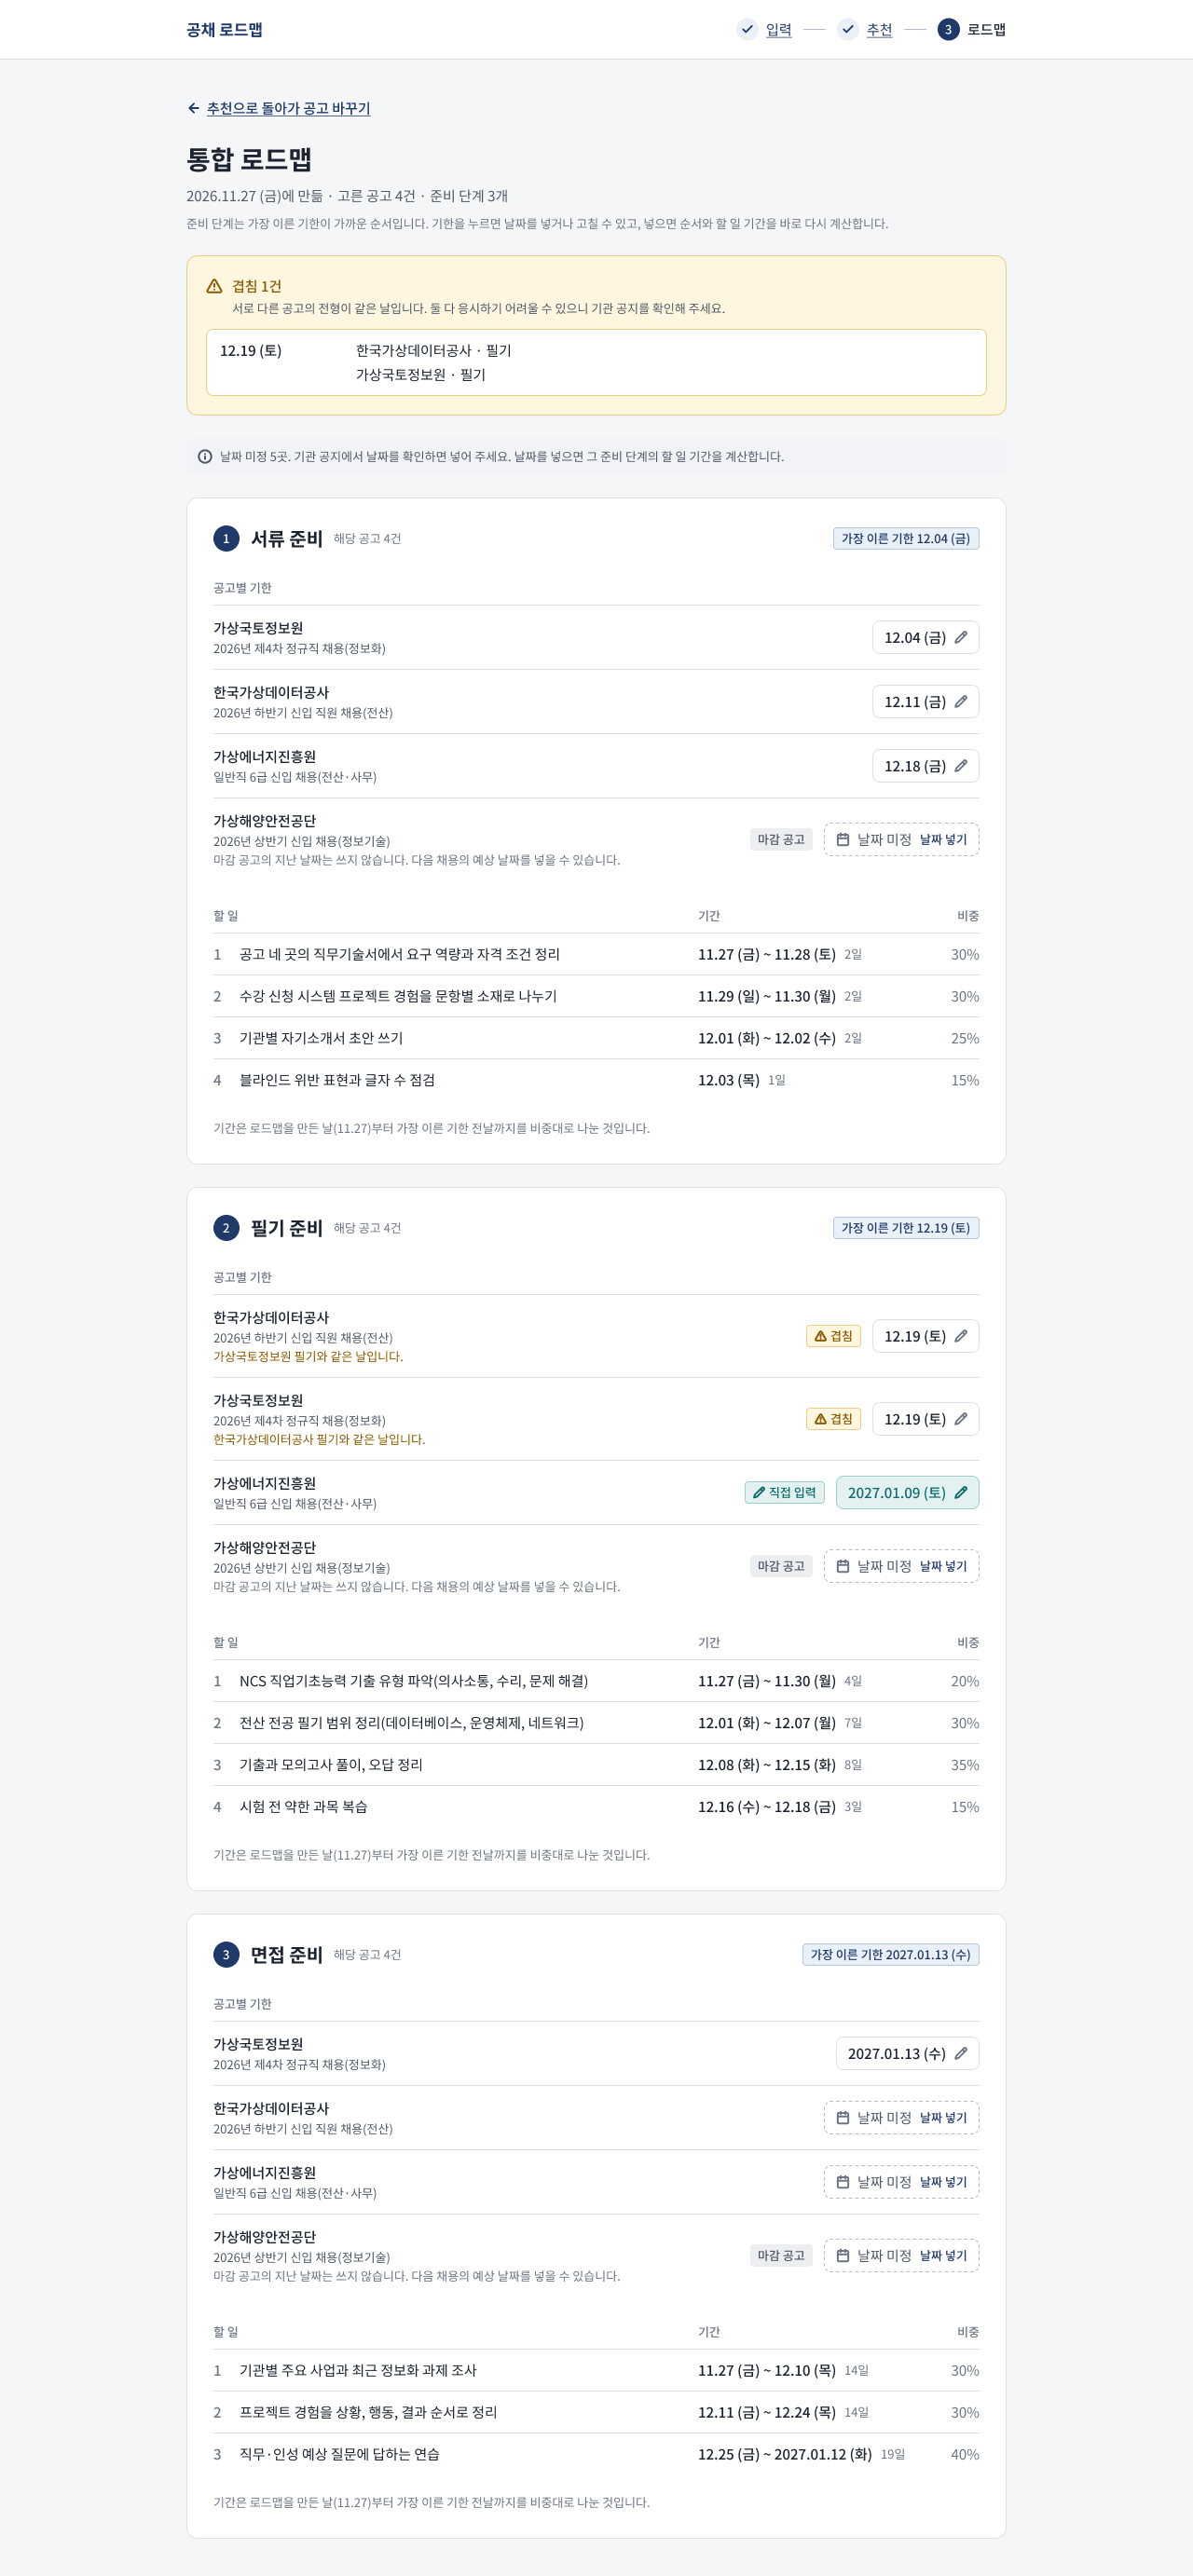 공채 로드맵
입력
추천
3 로드맵
추천으로 돌아가 공고 바꾸기
통합 로드맵
2026.11.27 (금)에 만듦 · 고른 공고 4건 · 준비 단계 3개
준비 단계는 가장 이른 기한이 가까운 순서입니다. 기한을 누르면 날짜를 넣거나 고칠 수 있고, 넣으면 순서와 할 일 기간을 바로 다시 계산합니다.
겹침 1건
서로 다른 공고의 전형이 같은 날입니다. 둘 다 응시하기 어려울 수 있으니 기관 공지를 확인해 주세요.
12.19 (토) 한국가상데이터공사 · 필기
가상국토정보원 · 필기
날짜 미정 5곳. 기관 공지에서 날짜를 확인하면 넣어 주세요. 날짜를 넣으면 그 준비 단계의 할 일 기간을 계산합니다.
1 서류 준비 해당 공고 4건 가장 이른 기한 12.04 (금)
공고별 기한
가상국토정보원
2026년 제4차 정규직 채용(정보화)
12.04 (금)
한국가상데이터공사
2026년 하반기 신입 직원 채용(전산)
12.11 (금)
가상에너지진흥원
일반직 6급 신입 채용(전산·사무)
12.18 (금)
가상해양안전공단
2026년 상반기 신입 채용(정보기술)
마감 공고의 지난 날짜는 쓰지 않습니다. 다음 채용의 예상 날짜를 넣을 수 있습니다.
마감 공고 날짜 미정 날짜 넣기
할 일 기간 비중
1 공고 네 곳의 직무기술서에서 요구 역량과 자격 조건 정리 11.27 (금) ~ 11.28 (토) 2일 30%
2 수강 신청 시스템 프로젝트 경험을 문항별 소재로 나누기 11.29 (일) ~ 11.30 (월) 2일 30%
3 기관별 자기소개서 초안 쓰기 12.01 (화) ~ 12.02 (수) 2일 25%
4 블라인드 위반 표현과 글자 수 점검 12.03 (목) 1일 15%
기간은 로드맵을 만든 날(11.27)부터 가장 이른 기한 전날까지를 비중대로 나눈 것입니다.
2 필기 준비 해당 공고 4건 가장 이른 기한 12.19 (토)
공고별 기한
한국가상데이터공사
2026년 하반기 신입 직원 채용(전산)
가상국토정보원 필기와 같은 날입니다.
겹침 12.19 (토)
가상국토정보원
2026년 제4차 정규직 채용(정보화)
한국가상데이터공사 필기와 같은 날입니다.
겹침 12.19 (토)
가상에너지진흥원
일반직 6급 신입 채용(전산·사무)
직접 입력 2027.01.09 (토)
가상해양안전공단
2026년 상반기 신입 채용(정보기술)
마감 공고의 지난 날짜는 쓰지 않습니다. 다음 채용의 예상 날짜를 넣을 수 있습니다.
마감 공고 날짜 미정 날짜 넣기
할 일 기간 비중
1 NCS 직업기초능력 기출 유형 파악(의사소통, 수리, 문제 해결) 11.27 (금) ~ 11.30 (월) 4일 20%
2 전산 전공 필기 범위 정리(데이터베이스, 운영체제, 네트워크) 12.01 (화) ~ 12.07 (월) 7일 30%
3 기출과 모의고사 풀이, 오답 정리 12.08 (화) ~ 12.15 (화) 8일 35%
4 시험 전 약한 과목 복습 12.16 (수) ~ 12.18 (금) 3일 15%
기간은 로드맵을 만든 날(11.27)부터 가장 이른 기한 전날까지를 비중대로 나눈 것입니다.
3 면접 준비 해당 공고 4건 가장 이른 기한 2027.01.13 (수)
공고별 기한
가상국토정보원
2026년 제4차 정규직 채용(정보화)
2027.01.13 (수)
한국가상데이터공사
2026년 하반기 신입 직원 채용(전산)
날짜 미정 날짜 넣기
가상에너지진흥원
일반직 6급 신입 채용(전산·사무)
날짜 미정 날짜 넣기
가상해양안전공단
2026년 상반기 신입 채용(정보기술)
마감 공고의 지난 날짜는 쓰지 않습니다. 다음 채용의 예상 날짜를 넣을 수 있습니다.
마감 공고 날짜 미정 날짜 넣기
할 일 기간 비중
1 기관별 주요 사업과 최근 정보화 과제 조사 11.27 (금) ~ 12.10 (목) 14일 30%
2 프로젝트 경험을 상황, 행동, 결과 순서로 정리 12.11 (금) ~ 12.24 (목) 14일 30%
3 직무·인성 예상 질문에 답하는 연습 12.25 (금) ~ 2027.01.12 (화) 19일 40%
기간은 로드맵을 만든 날(11.27)부터 가장 이른 기한 전날까지를 비중대로 나눈 것입니다.